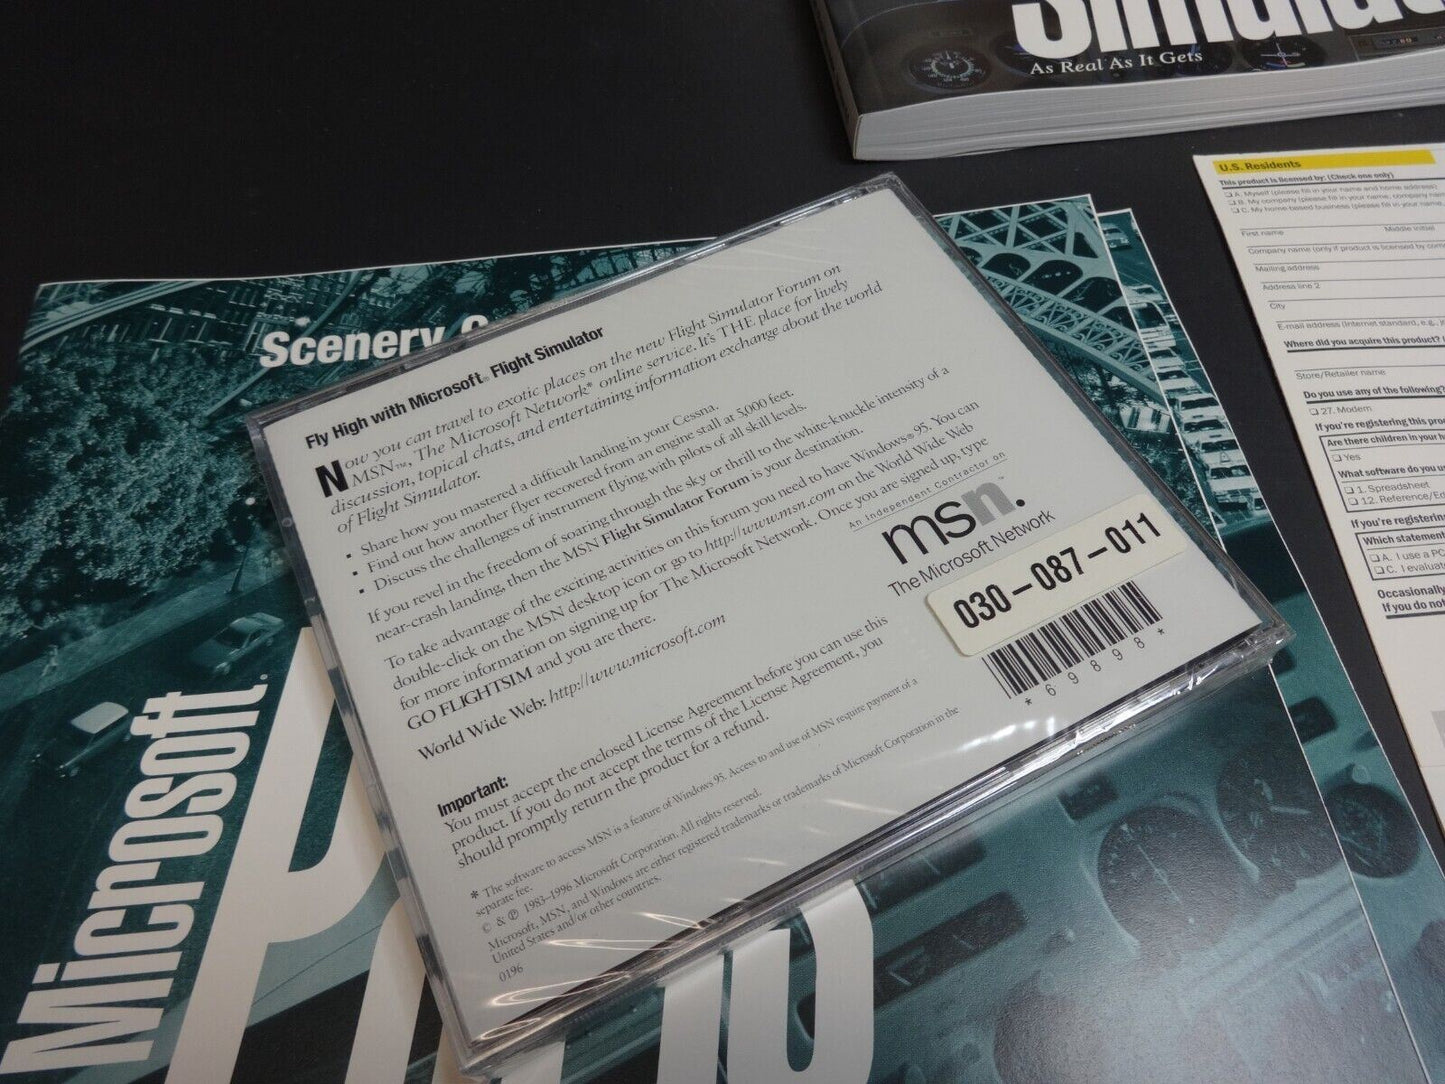 As Real As It Gets
U.S. Residents
This product is licensed by: (Check one only)
A. Myself (please fill in your name and home address)
B. My company (please fill in your name, company
C. My home based business (please fill in your name,
First name Middle initial
Company name (only if product is licensed by
Mailing address
Address line 2
City
E-mail address (Internet standard, e.g.,
Where did you acquire this product?
Store/Retailer name
Do you use any of the following?
27. Modem
If you're registering this
Are there children in your
Yes
What software do you
1. Spreadsheet
12.
If you're registering
Which statement
A. I use a PC
C. I
Occasionally
If you do not
Scenery
Microsoft®
Fly High with Microsoft® Flight Simulator
Now you can travel to exotic places on the new Flight Simulator Forum on
MSN™, The Microsoft Network* online service. It's THE place for lively
discussion, topical chats, and entertaining information exchange about the world
of Flight Simulator.
• Share how you mastered a difficult landing in your Cessna.
• Find out how another flyer recovered from an engine stall at 5,000 feet.
• Discuss the challenges of instrument flying with pilots of all skill levels.
If you revel in the freedom of soaring through the sky or thrill to the white-knuckle intensity of a
near-crash landing, then the MSN Flight Simulator Forum is your destination.
To take advantage of the exciting activities on this forum you need to have Windows® 95. You can
double-click on the MSN desktop icon or go to http://www.msn.com on the World Wide Web
for more information on signing up for The Microsoft Network. Once you are signed up, type
GO FLIGHTSIM and you are there.
World Wide Web: http://www.microsoft.com
An Independent Contractor on
msn™.
The Microsoft Network
030-087-011
*69898*
Important:
You must accept the enclosed License Agreement before you can use this
product. If you do not accept the terms of the License Agreement, you
should promptly return the product for a refund.
* The software to access MSN is a feature of Windows 95. Access to and use of MSN require payment of a
separate fee.
© & ℗ 1983-1996 Microsoft Corporation. All rights reserved.
Microsoft, MSN, and Windows are either registered trademarks or trademarks of Microsoft Corporation in the
United States and/or other countries.
0196